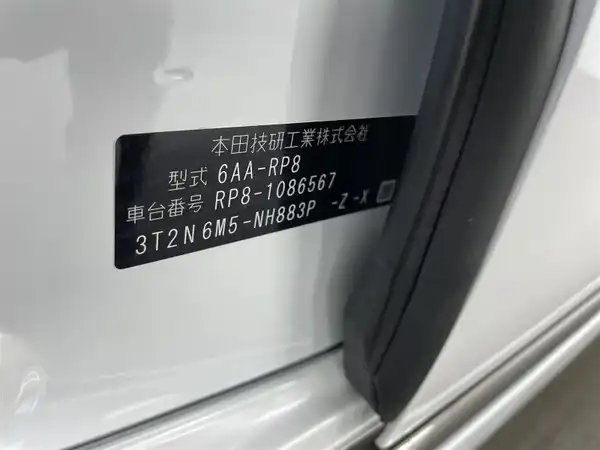 本田技研工業株式会社
型式 6AA-RP8
車台番号 RP8-1086567
3T2N6M5-NH883P -Z -X